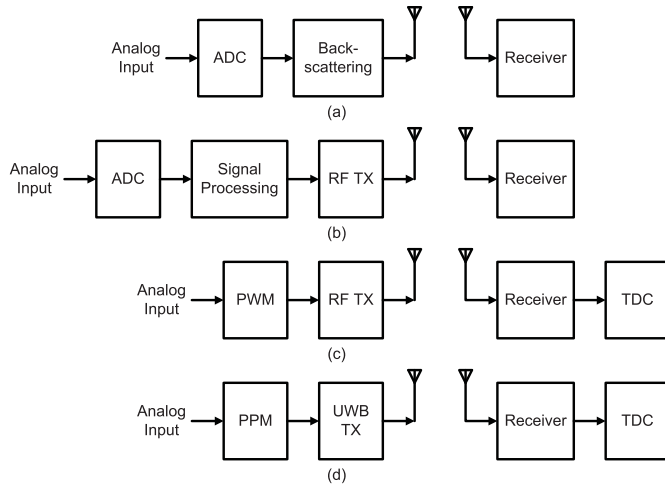 Analog
Input
ADC
Back-
scattering
Receiver
(a)
Analog
Input
ADC
Signal
Processing
RF TX
Receiver
(b)
Analog
Input
PWM
RF TX
Receiver
TDC
(c)
Analog
Input
PPM
UWB
TX
Receiver
TDC
(d)